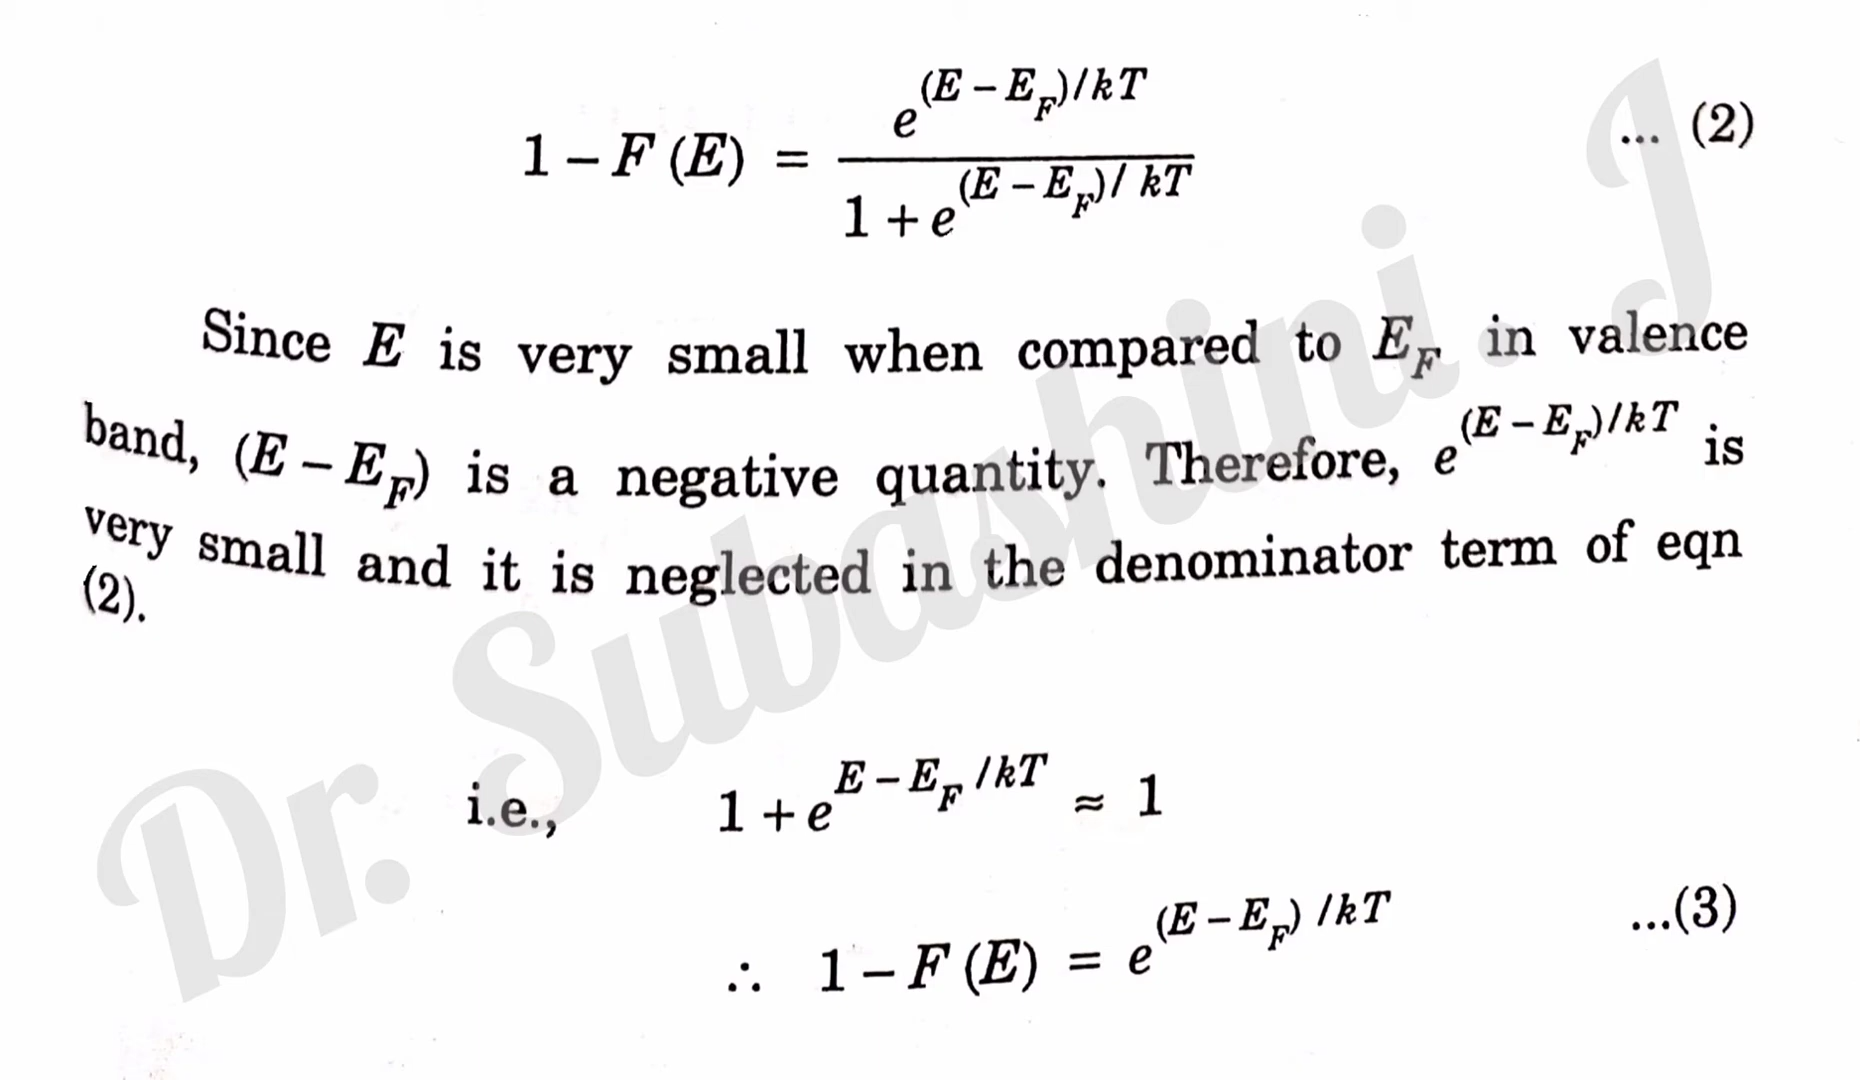 1 − F (E) = e^{(E − E_F)/kT} / 1 + e^{(E − E_F)/ kT} ... (2)
Since E is very small when compared to E_F in valence
band, (E − E_F) is a negative quantity. Therefore, e^{(E − E_F)/kT} is
very small and it is neglected in the denominator term of eqn
(2).
i.e., 1 + e^{E − E_F /kT} ≈ 1
∴ 1 − F (E) = e^{(E − E_F) /kT} ...(3)
Dr. Subashini. J